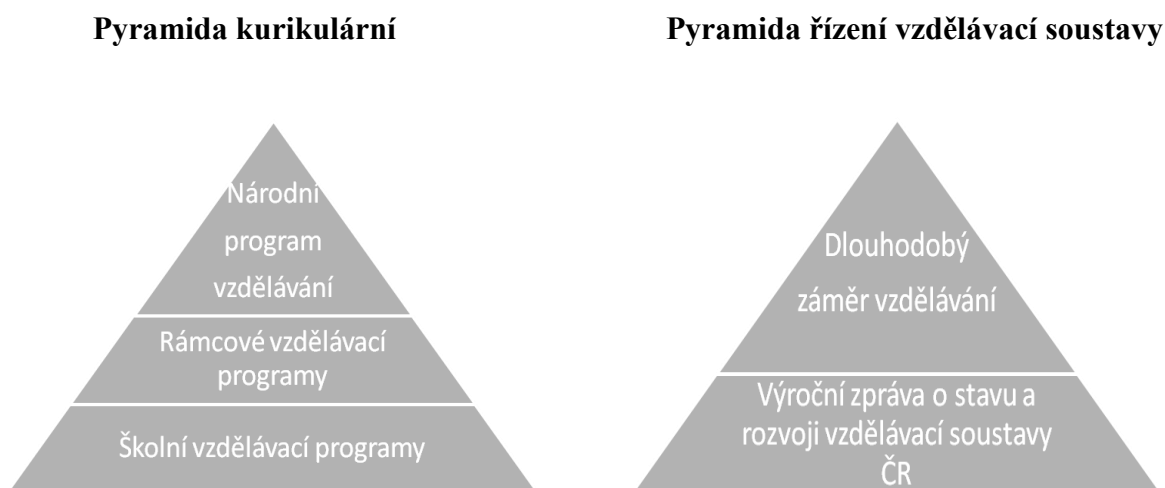 Pyramida kurikulární
Pyramida řízení vzdělávací soustavy
Národní
program
vzdělávání
Rámcové vzdělávací
programy
Školní vzdělávací programy
Dlouhodobý
záměr vzdělávání
Výroční zpráva o stavu a
rozvoji vzdělávací soustavy
ČR